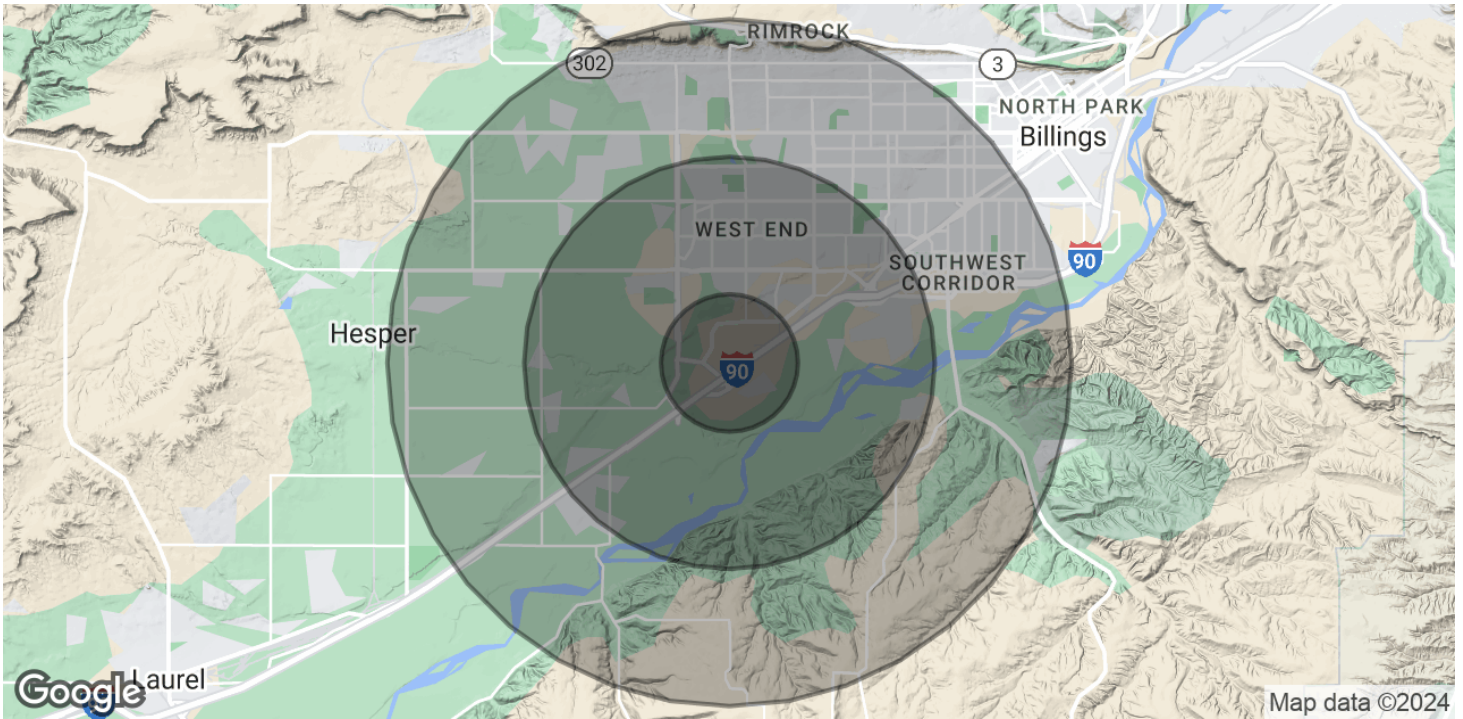 RIMROCK
302
3
NORTH PARK
Billings
WEST END
SOUTHWEST
CORRIDOR
90
Hesper
90
Laurel
Google
Map data ©2024